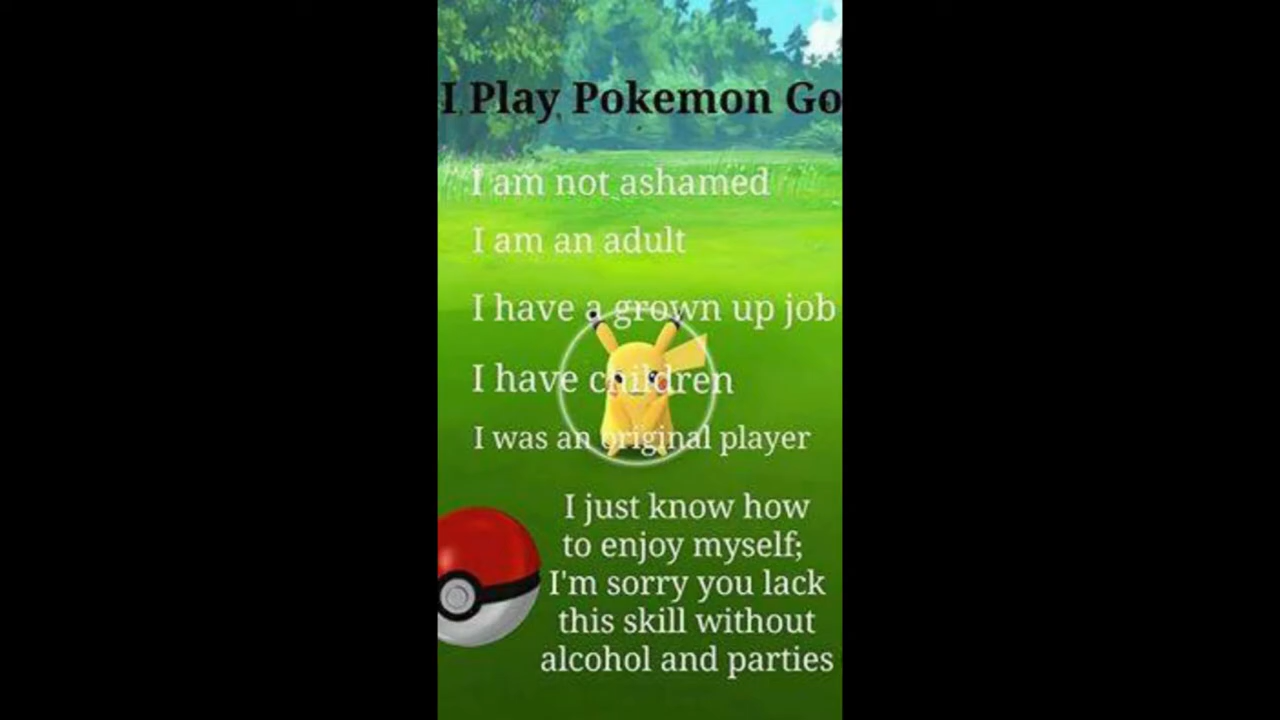 I Play Pokemon Go
I am not ashamed
I am an adult
I have a grown up job
I have children
I was an original player
I just know how
to enjoy myself;
I'm sorry you lack
this skill without
alcohol and parties